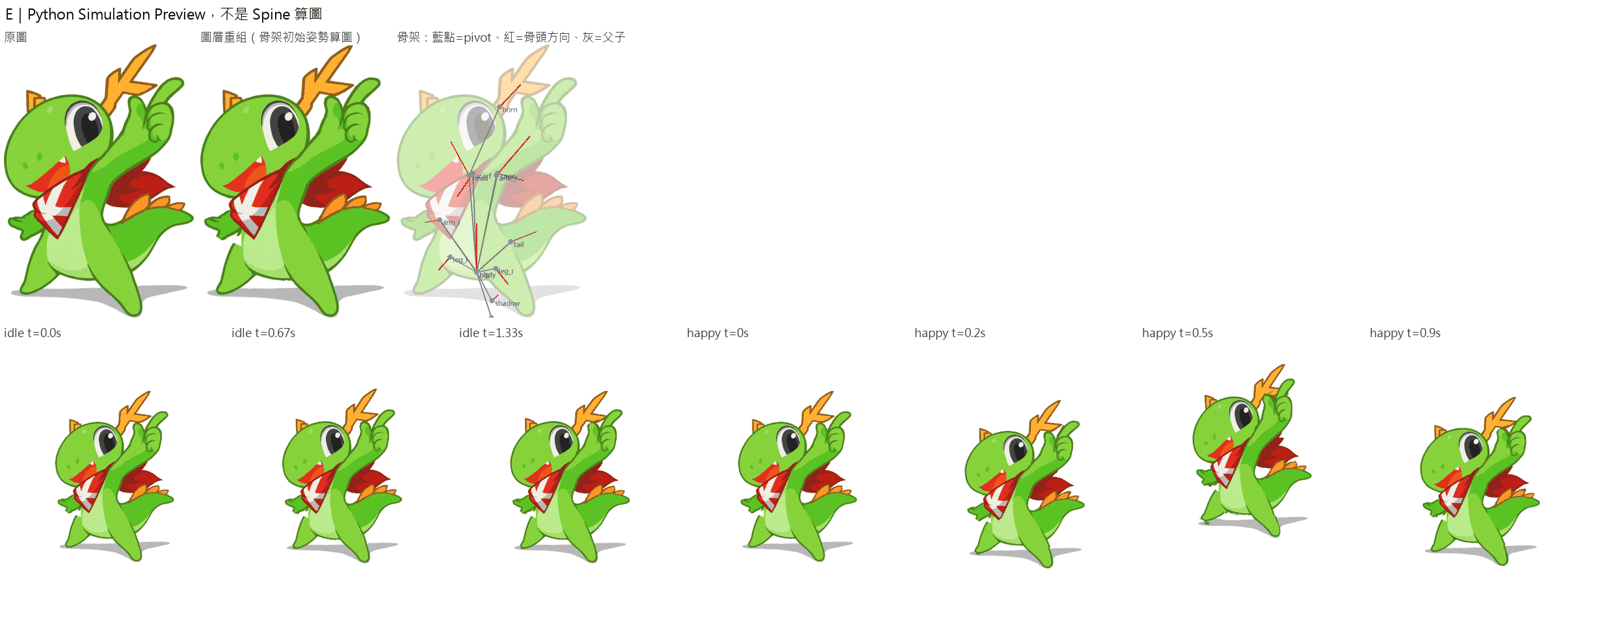 E | Python Simulation Preview，不是 Spine 算圖
原圖
圖層重組（骨架初始姿勢算圖）
骨架：藍點=pivot、紅=骨頭方向、灰=父子
horn
arm_l
tail
leg_l
leg_r
shadow
idle t=0.0s
idle t=0.67s
idle t=1.33s
happy t=0s
happy t=0.2s
happy t=0.5s
happy t=0.9s